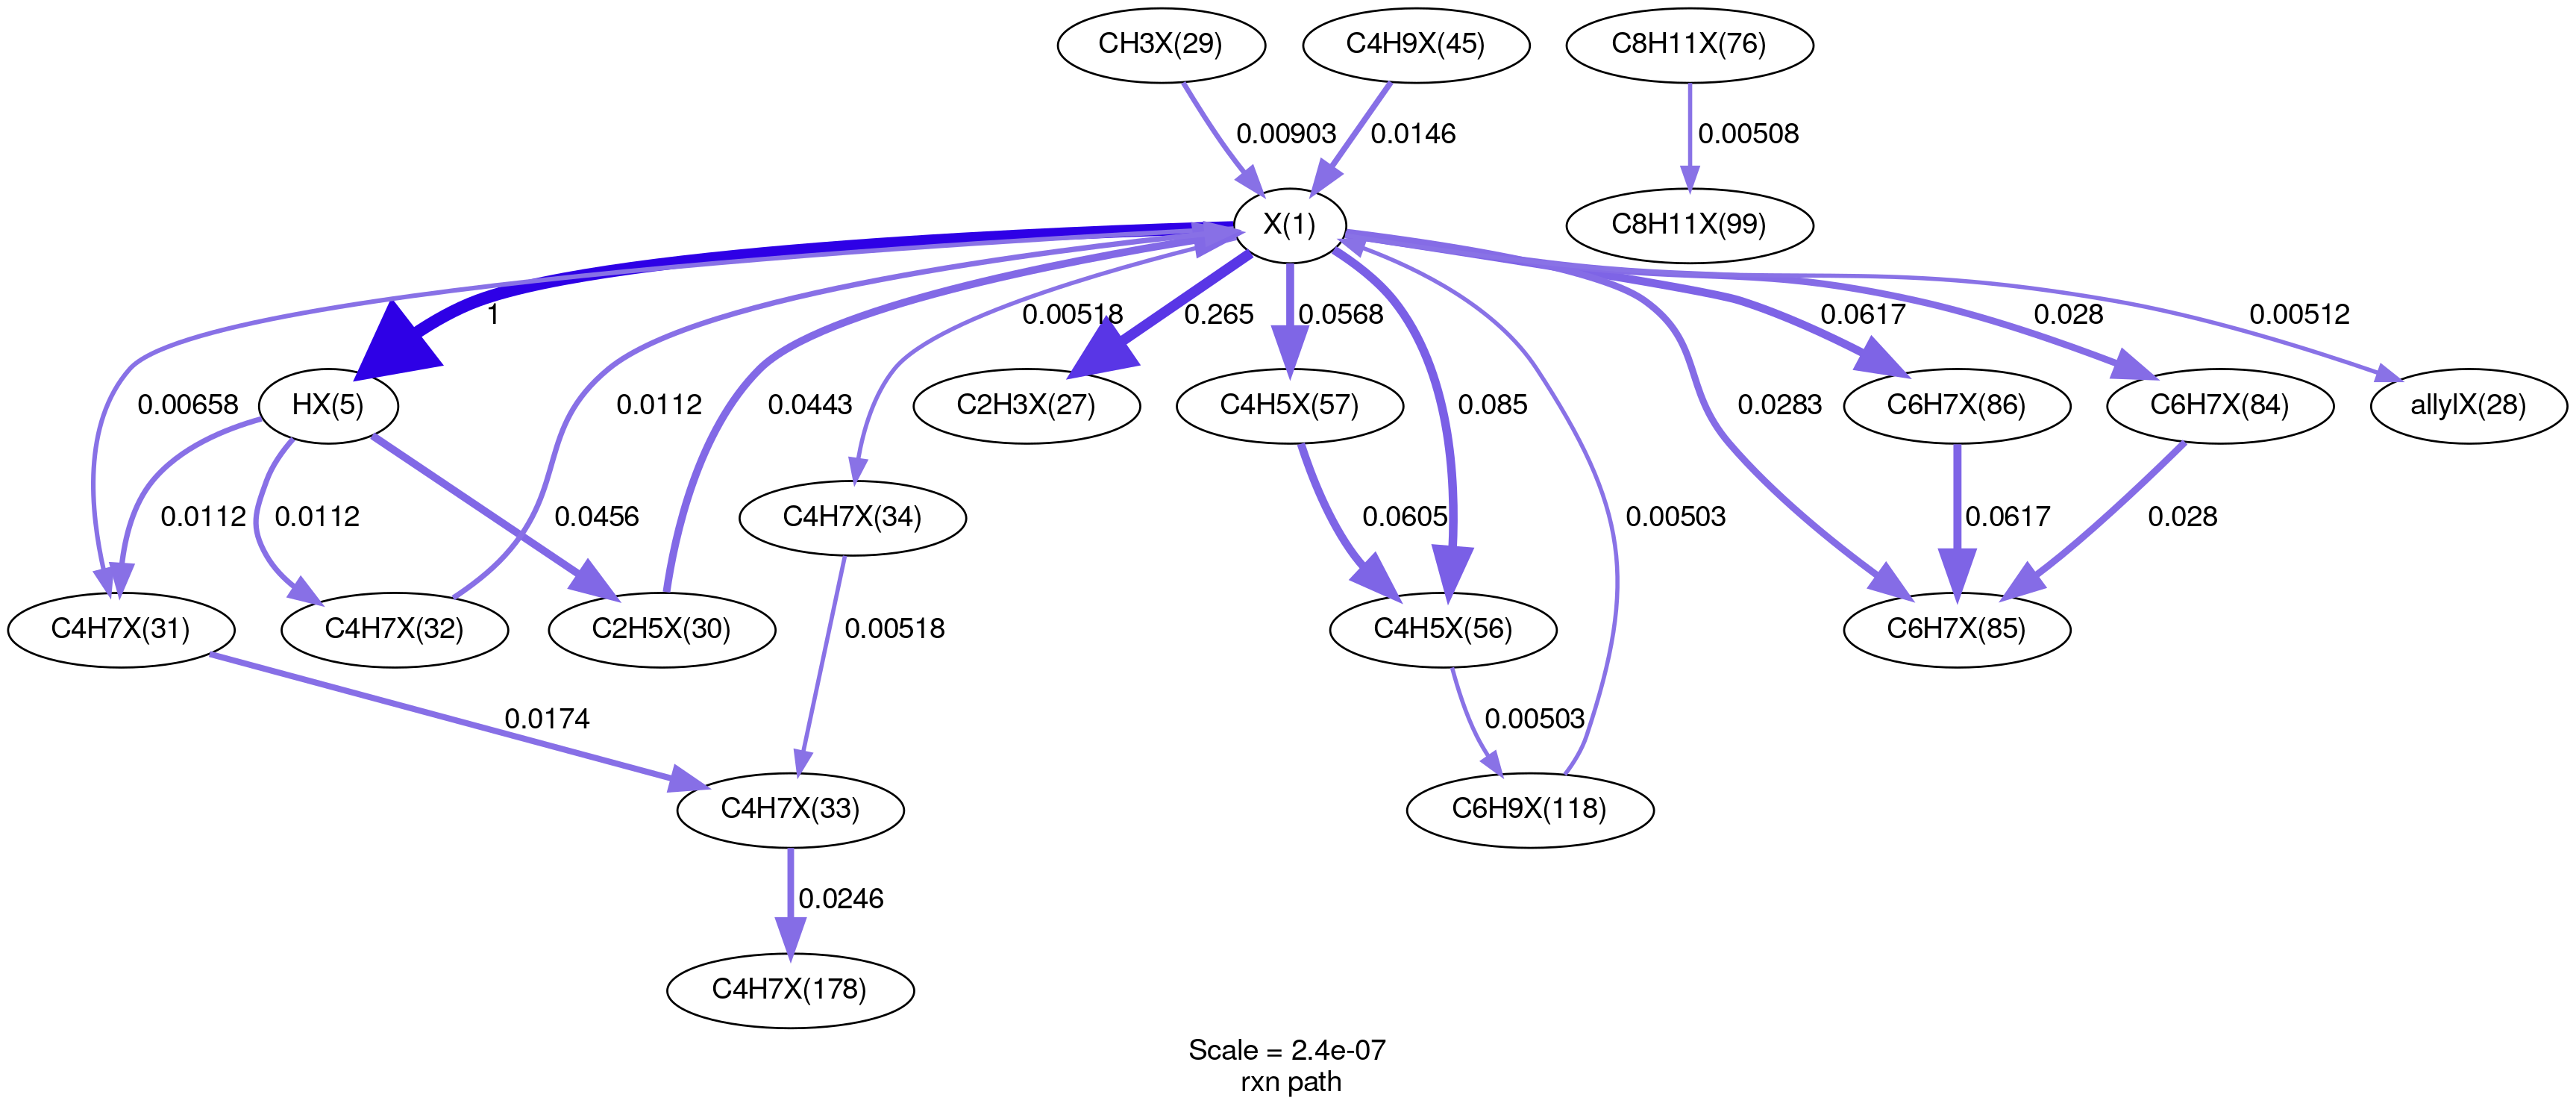 CH3X(29)
C4H9X(45)
C8H11X(76)
0.00903
0.0146
0.00508
X(1)
C8H11X(99)
1
0.00518
0.265
0.0568
0.0617
0.028
0.00512
0.00658
HX(5)
0.0112
0.0443
C2H3X(27)
C4H5X(57)
0.085
0.0283
C6H7X(86)
C6H7X(84)
allylX(28)
0.0112
0.0112
0.0456
C4H7X(34)
0.0605
0.00503
0.0617
0.028
C4H7X(31)
C4H7X(32)
C2H5X(30)
0.00518
C4H5X(56)
C6H7X(85)
0.0174
0.00503
C4H7X(33)
C6H9X(118)
0.0246
C4H7X(178)
Scale = 2.4e-07
rxn path